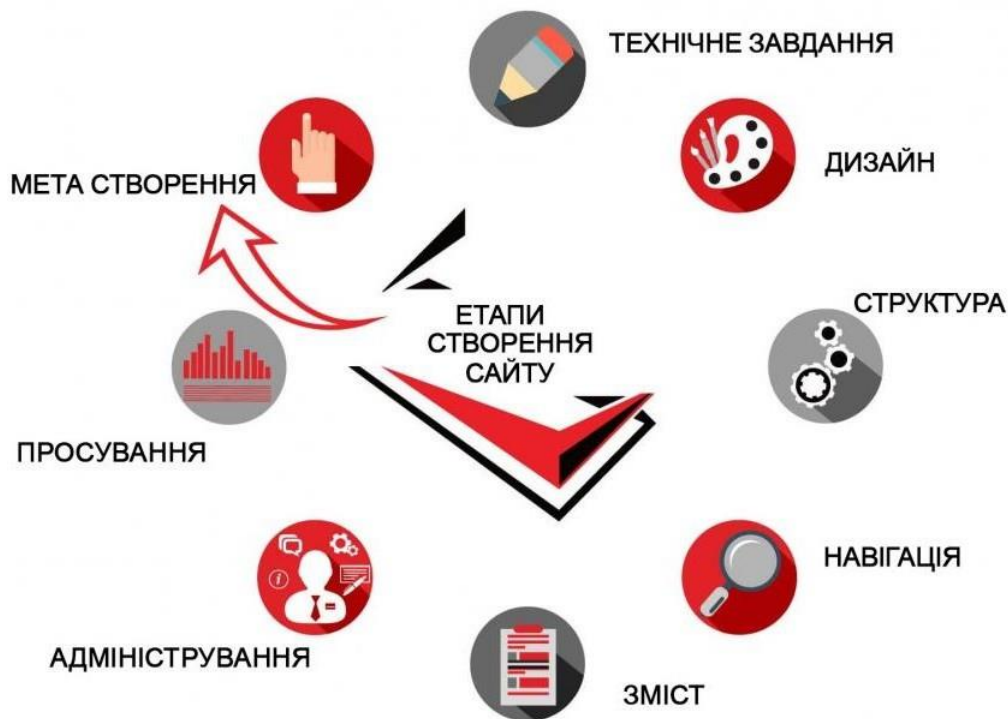 ТЕХНІЧНЕ ЗАВДАННЯ
ДИЗАЙН
МЕТА СТВОРЕННЯ
СТРУКТУРА
ЕТАПИ
СТВОРЕННЯ
САЙТУ
ПРОСУВАННЯ
НАВІГАЦІЯ
АДМІНІСТРУВАННЯ
ЗМІСТ